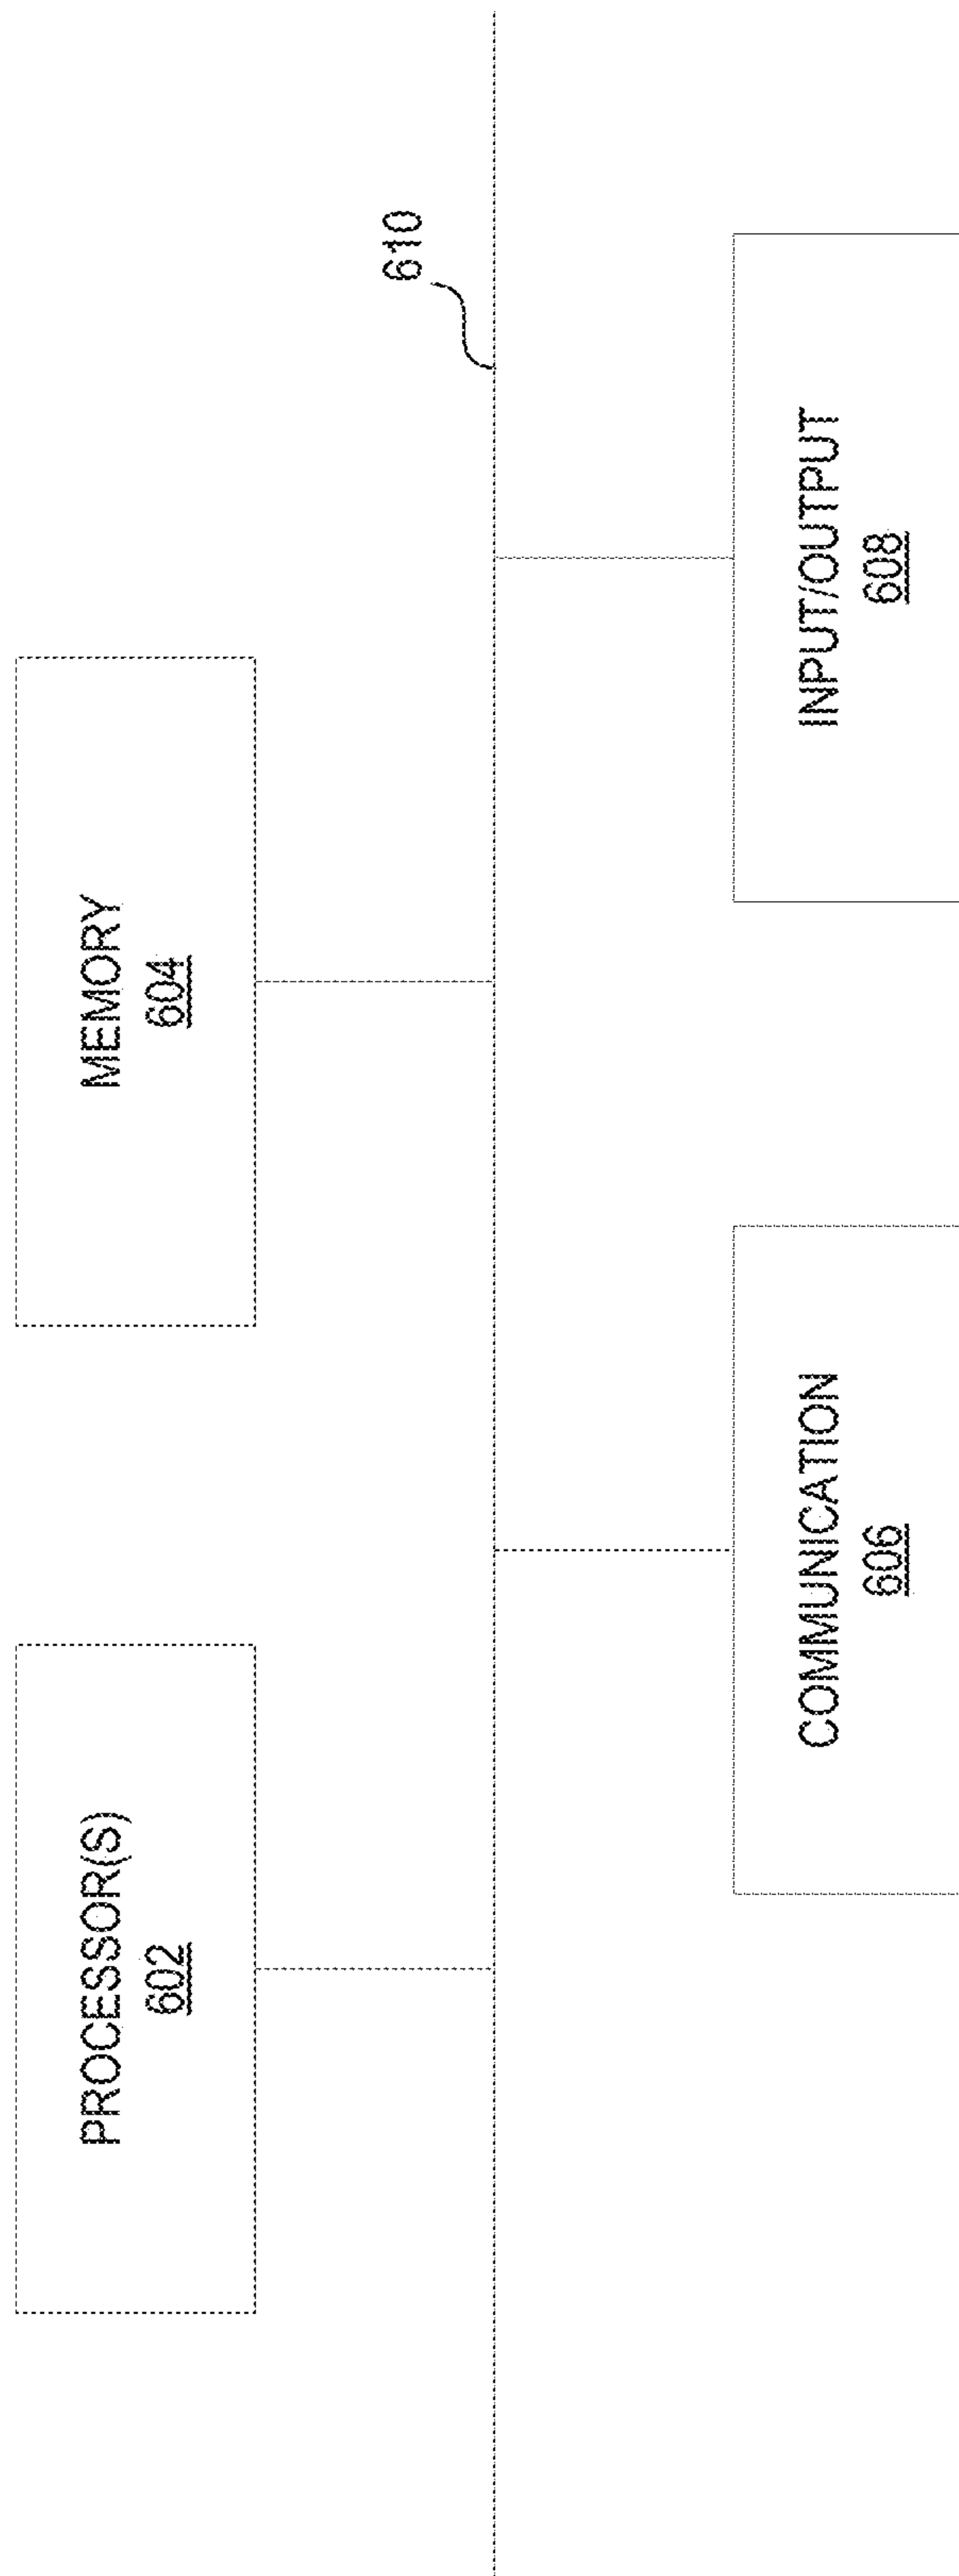 PROCESSOR(S)
602
MEMORY
604
610
COMMUNICATION
606
INPUT/OUTPUT
608